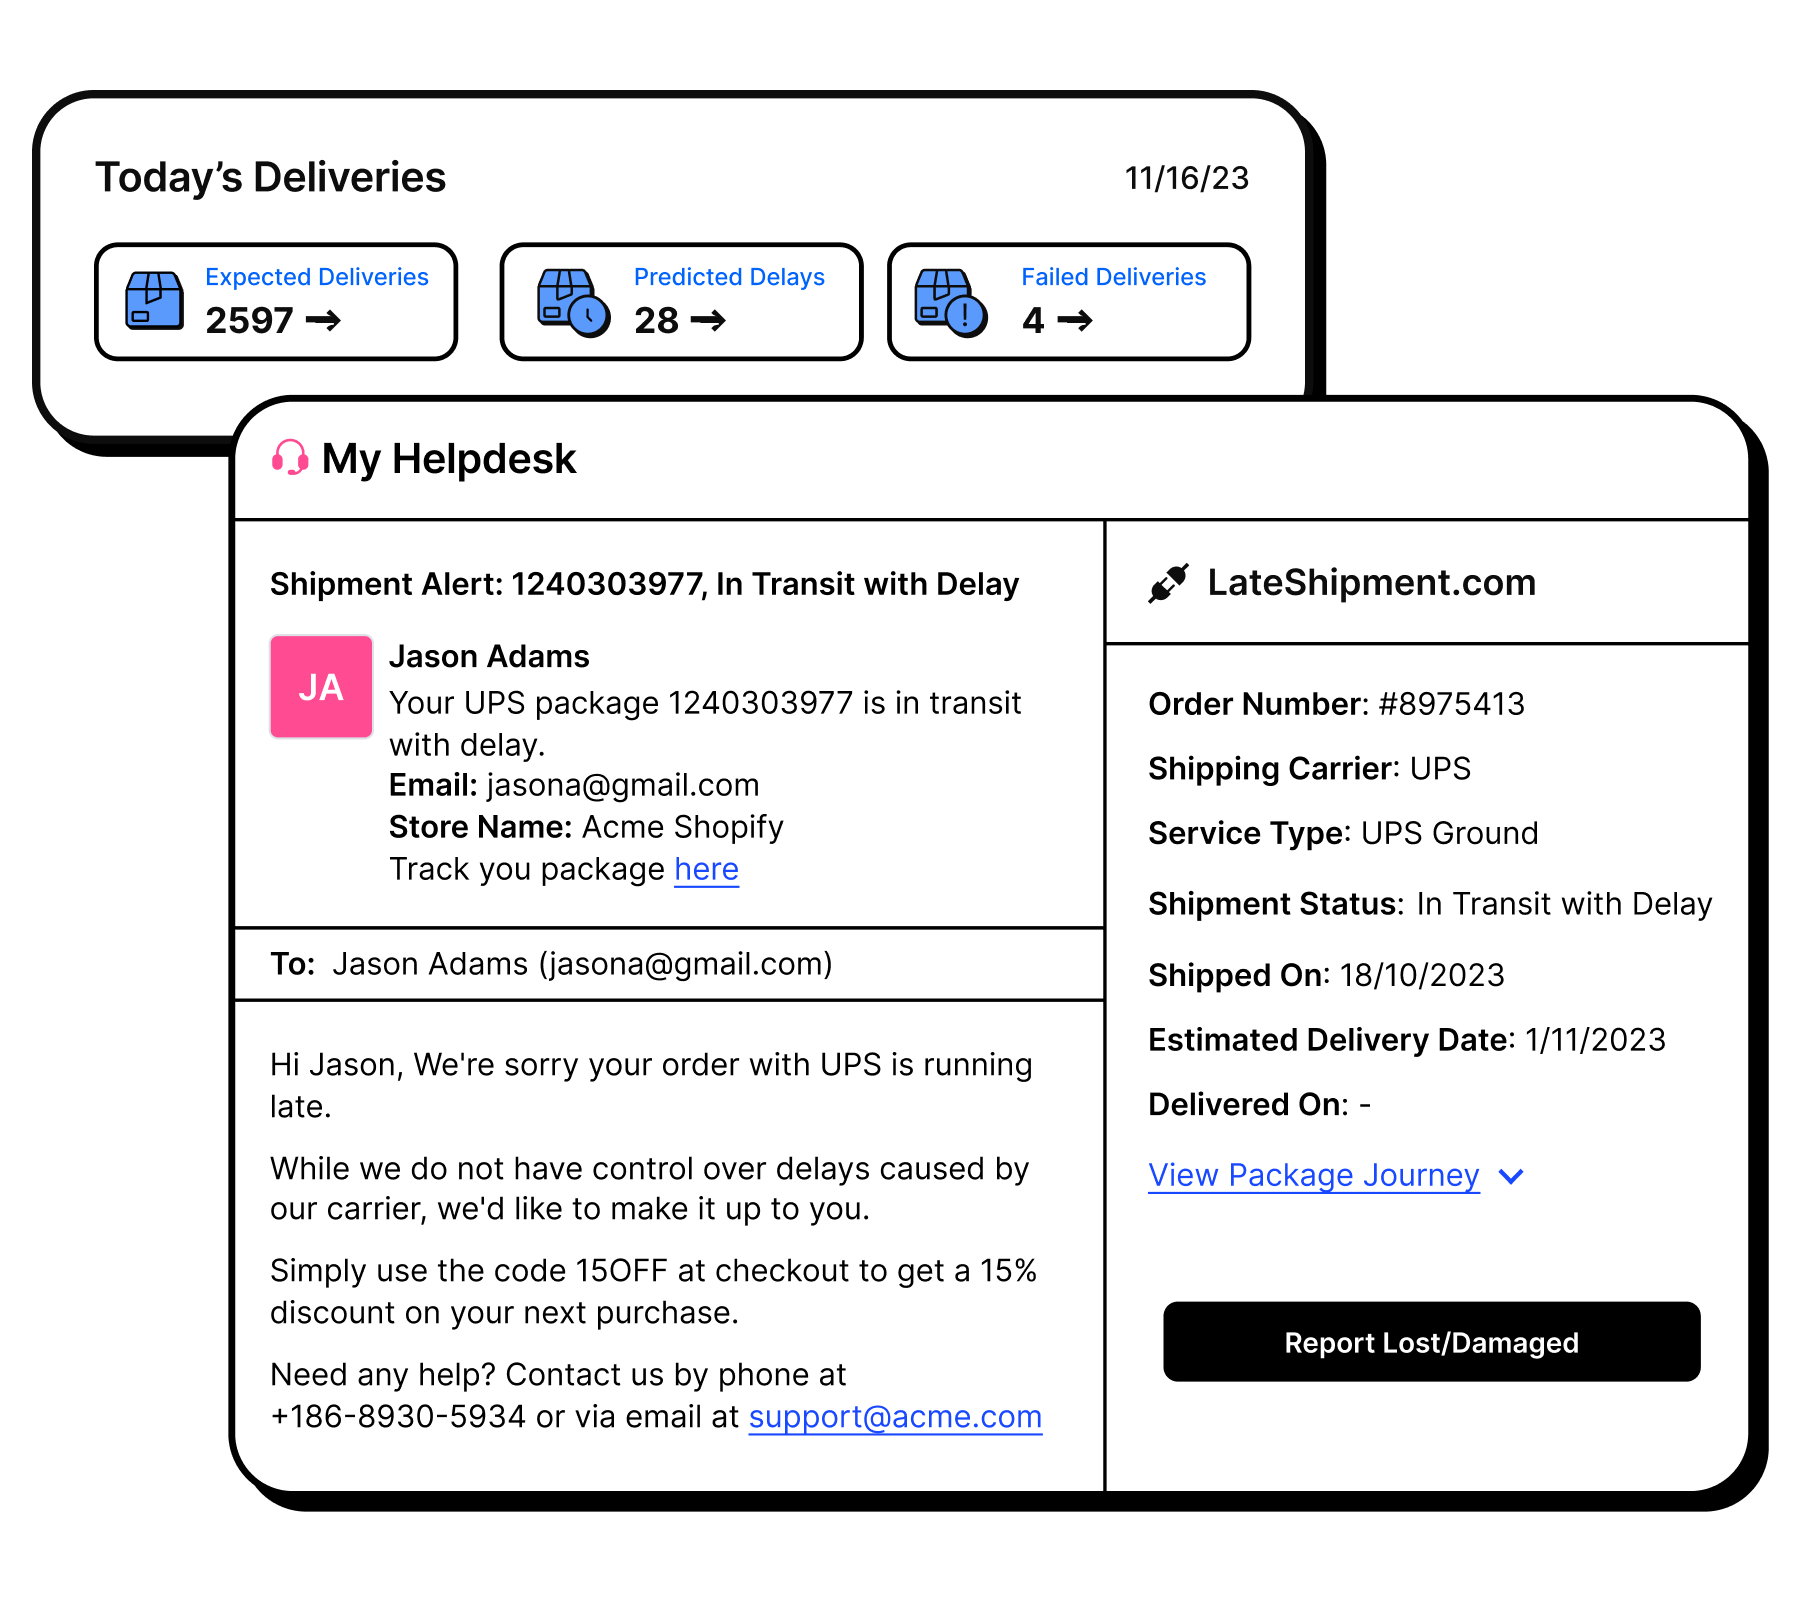 Today’s Deliveries
11/16/23
Expected Deliveries
2597
Predicted Delays
28
Failed Deliveries
4
My Helpdesk
Shipment Alert: 1240303977, In Transit with Delay
JA
Jason Adams
Your UPS package 1240303977 is in transit
with delay.
Email: jasona@gmail.com
Store Name: Acme Shopify
Track you package here
To: Jason Adams (jasona@gmail.com)
Hi Jason, We're sorry your order with UPS is running
late.
While we do not have control over delays caused by
our carrier, we'd like to make it up to you.
Simply use the code 15OFF at checkout to get a 15%
discount on your next purchase.
Need any help? Contact us by phone at
+186-8930-5934 or via email at support@acme.com
LateShipment.com
Order Number: #8975413
Shipping Carrier: UPS
Service Type: UPS Ground
Shipment Status: In Transit with Delay
Shipped On: 18/10/2023
Estimated Delivery Date: 1/11/2023
Delivered On: -
View Package Journey
Report Lost/Damaged